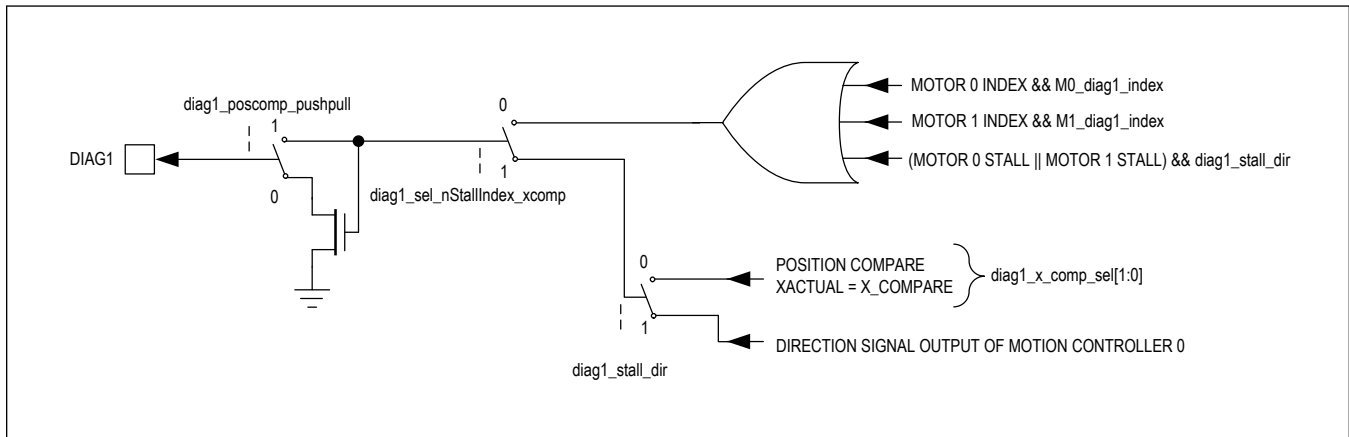 0
MOTOR 0 INDEX && M0_diag1_index
diag1_poscomp_pushpull
1
MOTOR 1 INDEX && M1_diag1_index
DIAG1
(MOTOR 0 STALL || MOTOR 1 STALL) && diag1_stall_dir
1
0
diag1_sel_nStallIndex_xcomp
0
POSITION COMPARE
XACTUAL = X_COMPARE
diag1_x_comp_sel[1:0]
1
DIRECTION SIGNAL OUTPUT OF MOTION CONTROLLER 0
diag1_stall_dir